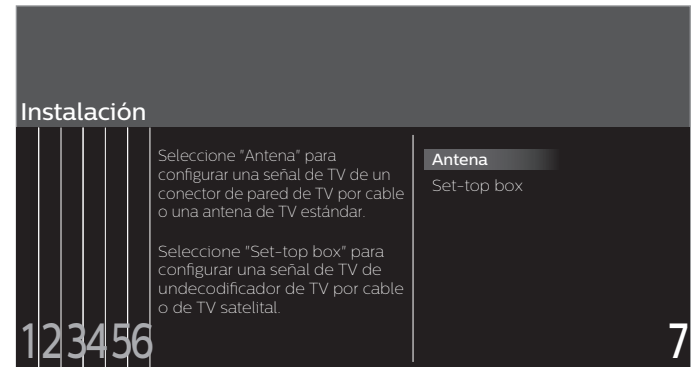 Instalación
Seleccione "Antena" para
configurar una señal de TV de un
conector de pared de TV por cable
o una antena de TV estándar.
Seleccione "Set-top box" para
configurar una señal de TV de
undecodificador de TV por cable
o de TV satelital.
Antena
Set-top box
123456
7